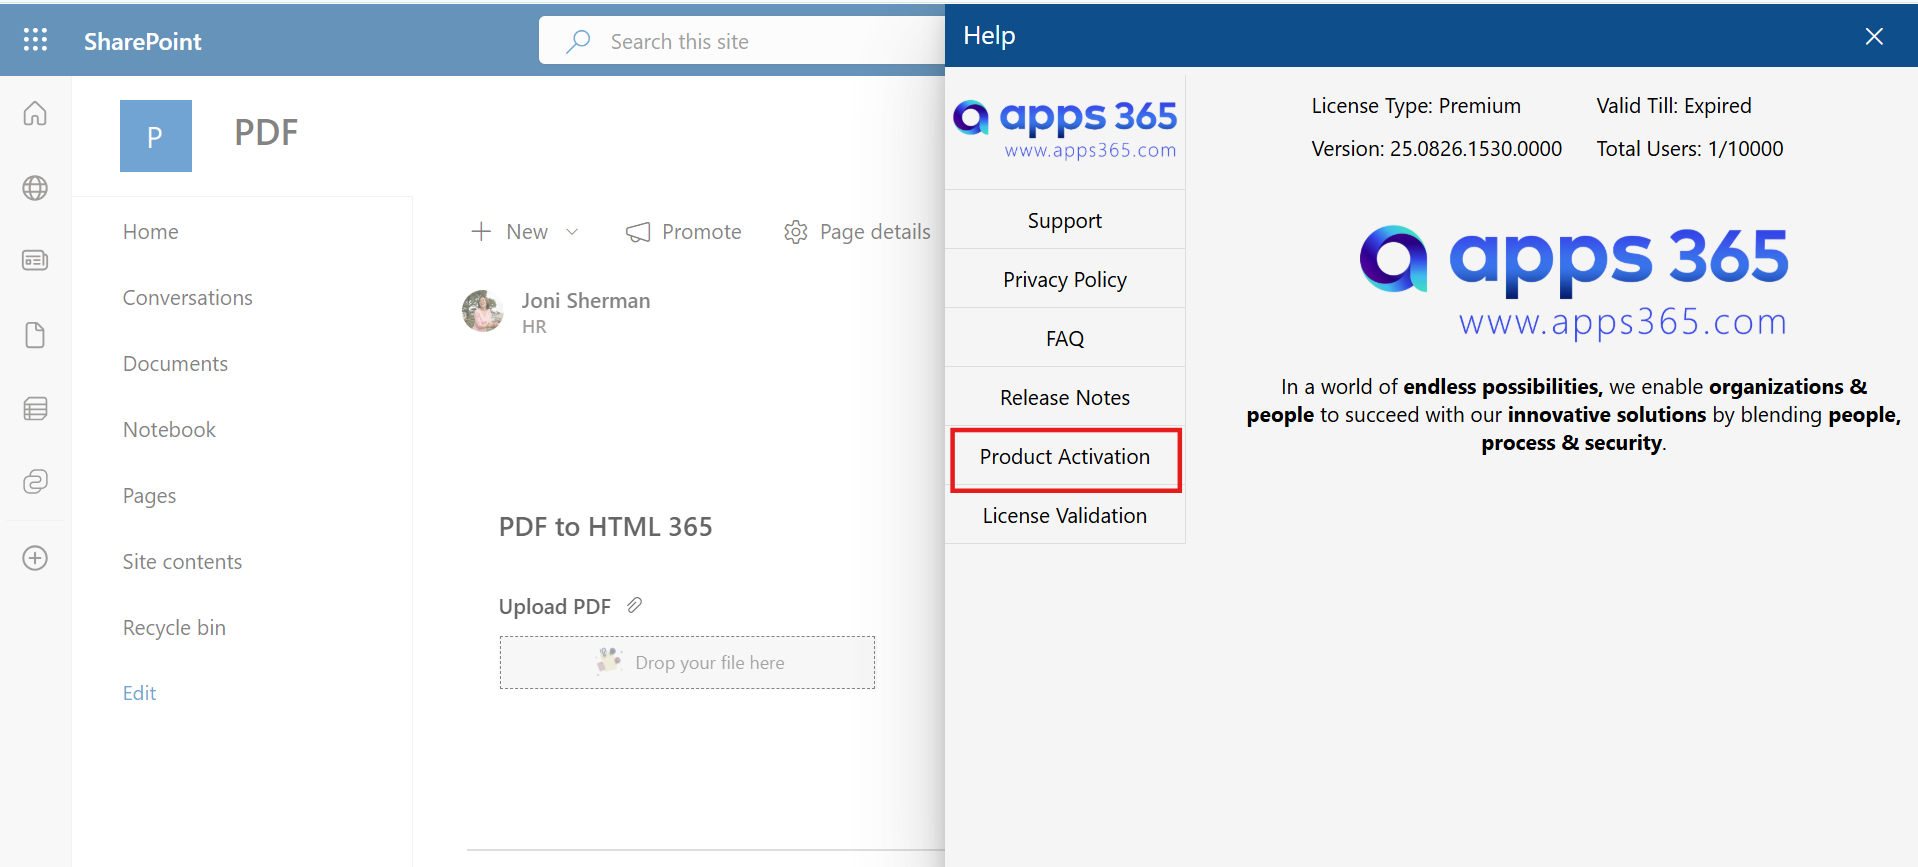 SharePoint
Search this site
P
PDF
Home
Conversations
Documents
Notebook
Pages
Site contents
Recycle bin
Edit
New
Promote
Page details
Joni Sherman
HR
PDF to HTML 365
Upload PDF
Drop your file here
Help
apps 365
www.apps365.com
Support
Privacy Policy
FAQ
Release Notes
Product Activation
License Validation
License Type: Premium
Valid Till: Expired
Version: 25.0826.1530.0000
Total Users: 1/10000
apps 365
www.apps365.com
In a world of endless possibilities, we enable organizations &
people to succeed with our innovative solutions by blending people,
process & security.